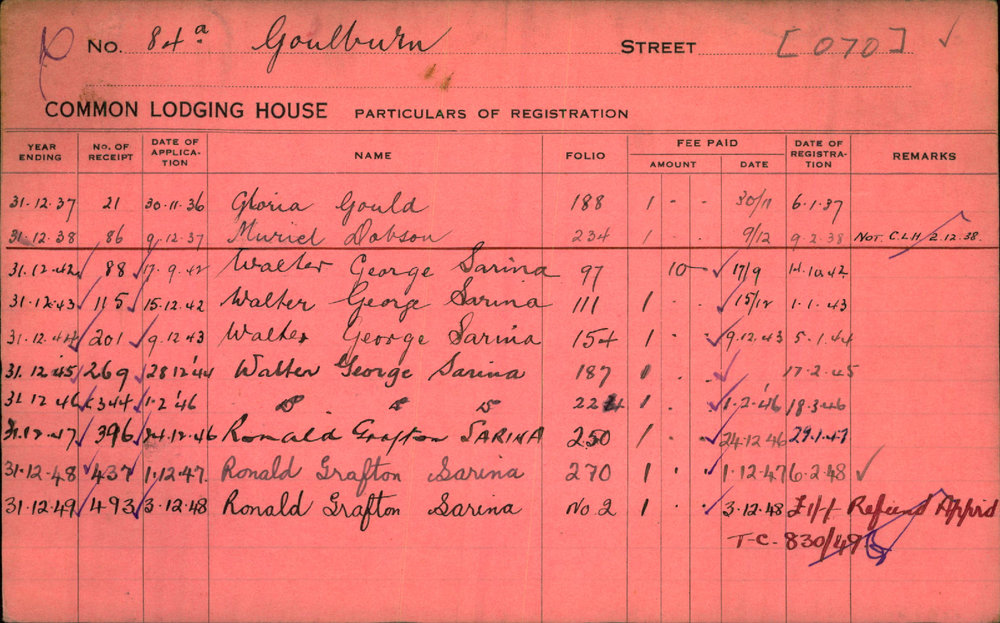 No. 84a Goulburn STREET [070] ✓
COMMON LODGING HOUSE PARTICULARS OF REGISTRATION
YEAR ENDING NO. OF RECEIPT DATE OF APPLICA-TION NAME FOLIO FEE PAID AMOUNT DATE DATE OF REGISTRA-TION REMARKS
31.12.37 21 30.11.36 Gloria Gould 188 1 - - 30/11 6.1.37
31.12.38 86 9.12.37 Muriel Dobson 234 1 - - 9/12 9.2.38 NOT. C.L.H. 2.12.38.
31.12.42 ✓ 88 ✓ 17.9.42 Walter George Sarina 97 10 - ✓ 17/9 14.10.42
31.12.43 ✓ 115 ✓ 15.12.42 Walter George Sarina 111 1 - - ✓ 15/12 1.1.43
31.12.44 ✓ 201 ✓ 9.12.43 Walter George Sarina 154 1 - - ✓ 9.12.43 5.1.44
31.12.45 ✓ 269 ✓ 28 12 '44 Walter George Sarina 187 1 - - ✓ 17.2.45
31.12.46 ✓ 344 ✓ 1.2.'46 224 1 - - ✓ 1.2.'46 18.3.46
31.12.47 ✓ 396 ✓ 24.12.46 Ronald Grafton SARINA 250 1 - - ✓ 24.12.46 29.1.47
31.12.48 ✓ 437 ✓ 1.12.47. Ronald Grafton Sarina 270 1 - - ✓ 1.12.47 6.2.48 ✓
31.12.49 ✓ 493 ✓ 3.12.48 Ronald Grafton Sarina No.2 1 - - ✓ 3.12.48 £1/- Refund App'd
T.C. 830/49